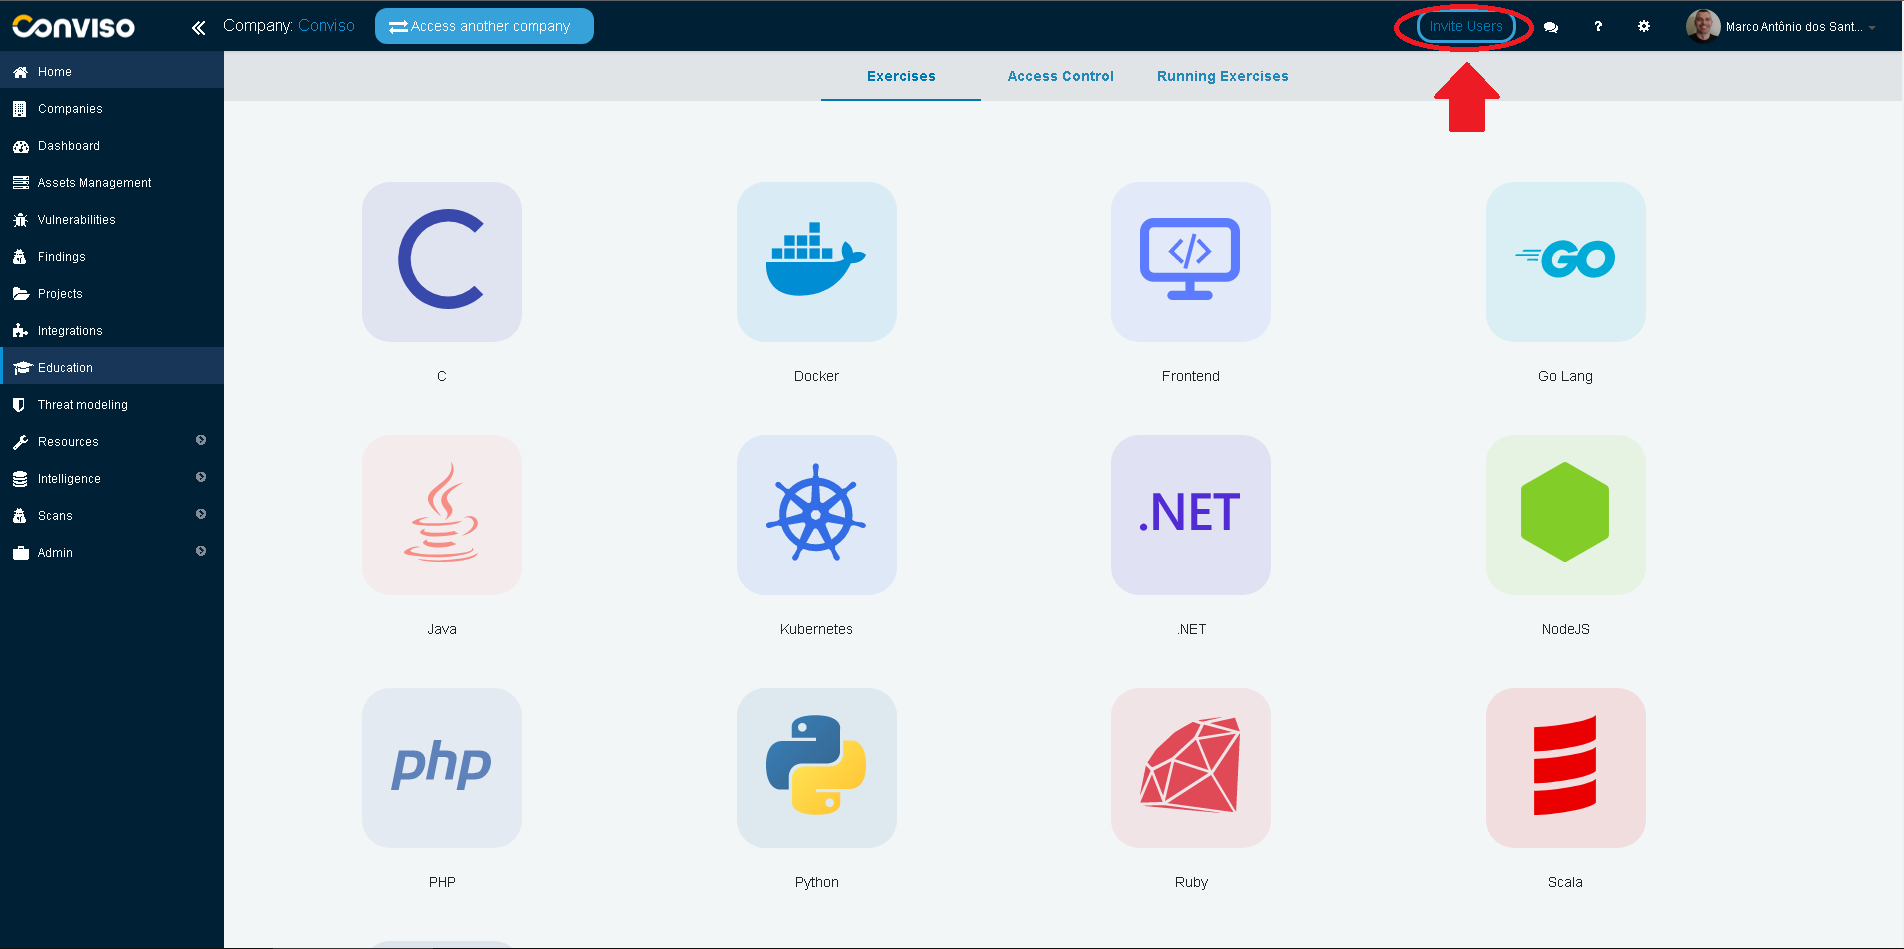 Conviso
Company: Conviso
Access another company
Invite Users
?
Marco Antônio dos Sant...
Home
Companies
Dashboard
Assets Management
Vulnerabilities
Findings
Projects
Integrations
Education
Threat modeling
Resources
Intelligence
Scans
Admin
Exercises
Access Control
Running Exercises
C
Docker
</>
Frontend
GO
Go Lang
Java
Kubernetes
.NET
.NET
NodeJS
php
PHP
Python
Ruby
Scala